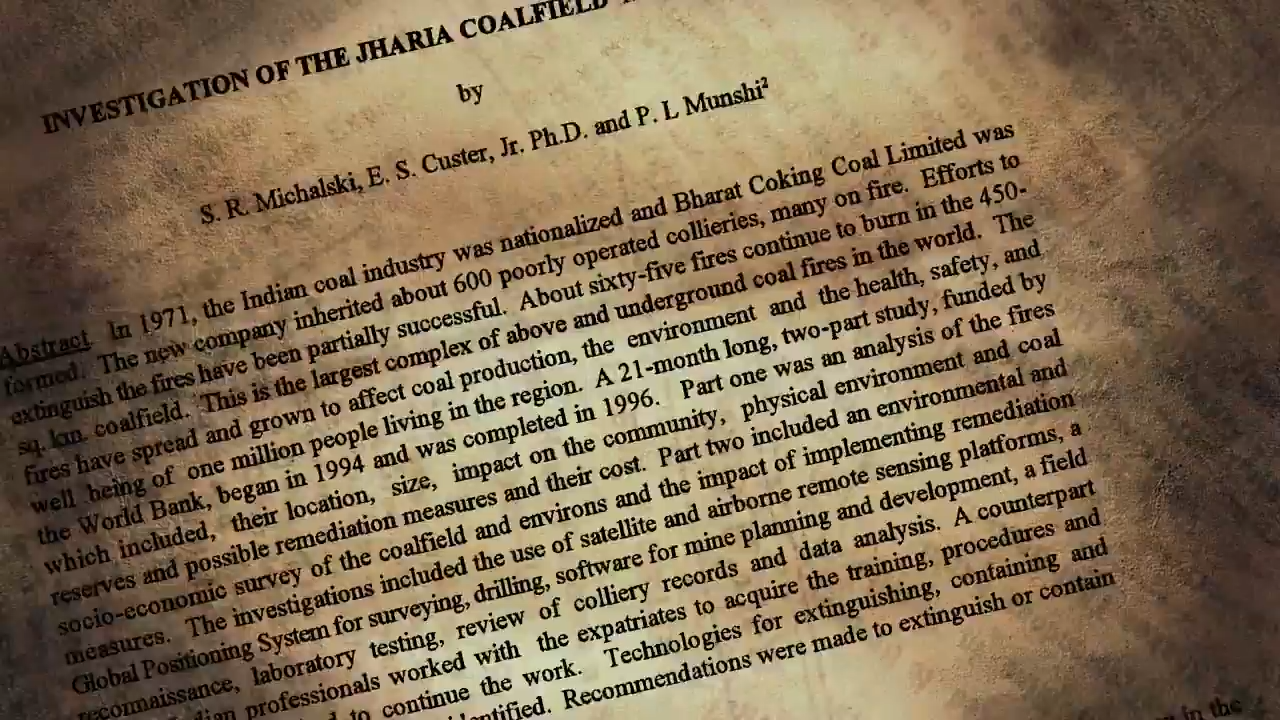 INVESTIGATION OF THE JHARIA COALFIELD
by
S. R. Michalski, E. S. Custer, Jr. Ph.D. and P. L Munshi²
Abstract. In 1971, the Indian coal industry was nationalized and Bharat Coking Coal Limited was
formed. The new company inherited about 600 poorly operated collieries, many on fire. Efforts to
extinguish the fires have been partially successful. About sixty-five fires continue to burn in the 450-
sq. km. coalfield. This is the largest complex of above and underground coal fires in the world. The
fires have spread and grown to affect coal production, the environment and the health, safety, and
well being of one million people living in the region. A 21-month long, two-part study, funded by
the World Bank, began in 1994 and was completed in 1996. Part one was an analysis of the fires
which included, their location, size, impact on the community, physical environment and coal
reserves and possible remediation measures and their cost. Part two included an environmental and
socio-economic survey of the coalfield and environs and the impact of implementing remediation
measures. The investigations included the use of satellite and airborne remote sensing platforms, a
Global Positioning System for surveying, drilling, software for mine planning and development, a field
reconnaissance, laboratory testing, review of colliery records and data analysis. A counterpart
professionals worked with the expatriates to acquire the training, procedures and
to continue the work. Technologies for extinguishing, containing and
identified. Recommendations were made to extinguish or contain
in the